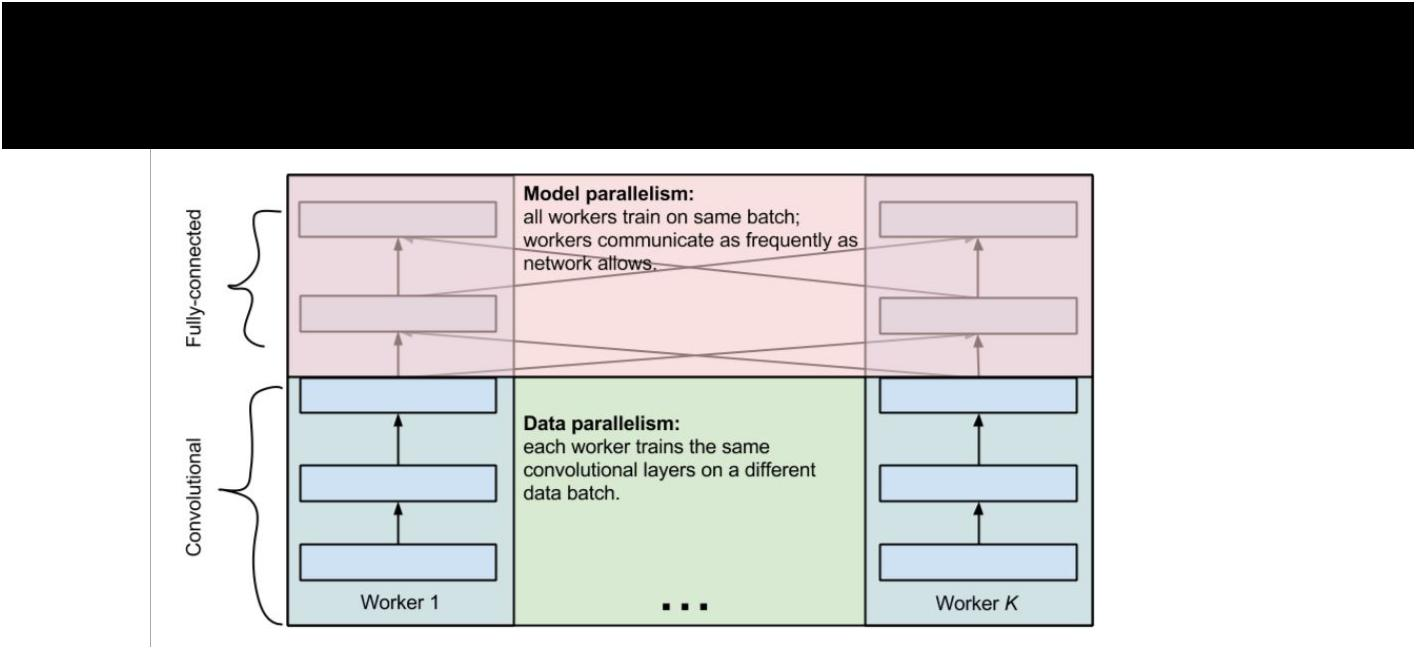 Fully-connected
Model parallelism:
all workers train on same batch;
workers communicate as frequently as
network allows.
Convolutional
Data parallelism:
each worker trains the same
convolutional layers on a different
data batch.
Worker 1
...
Worker K